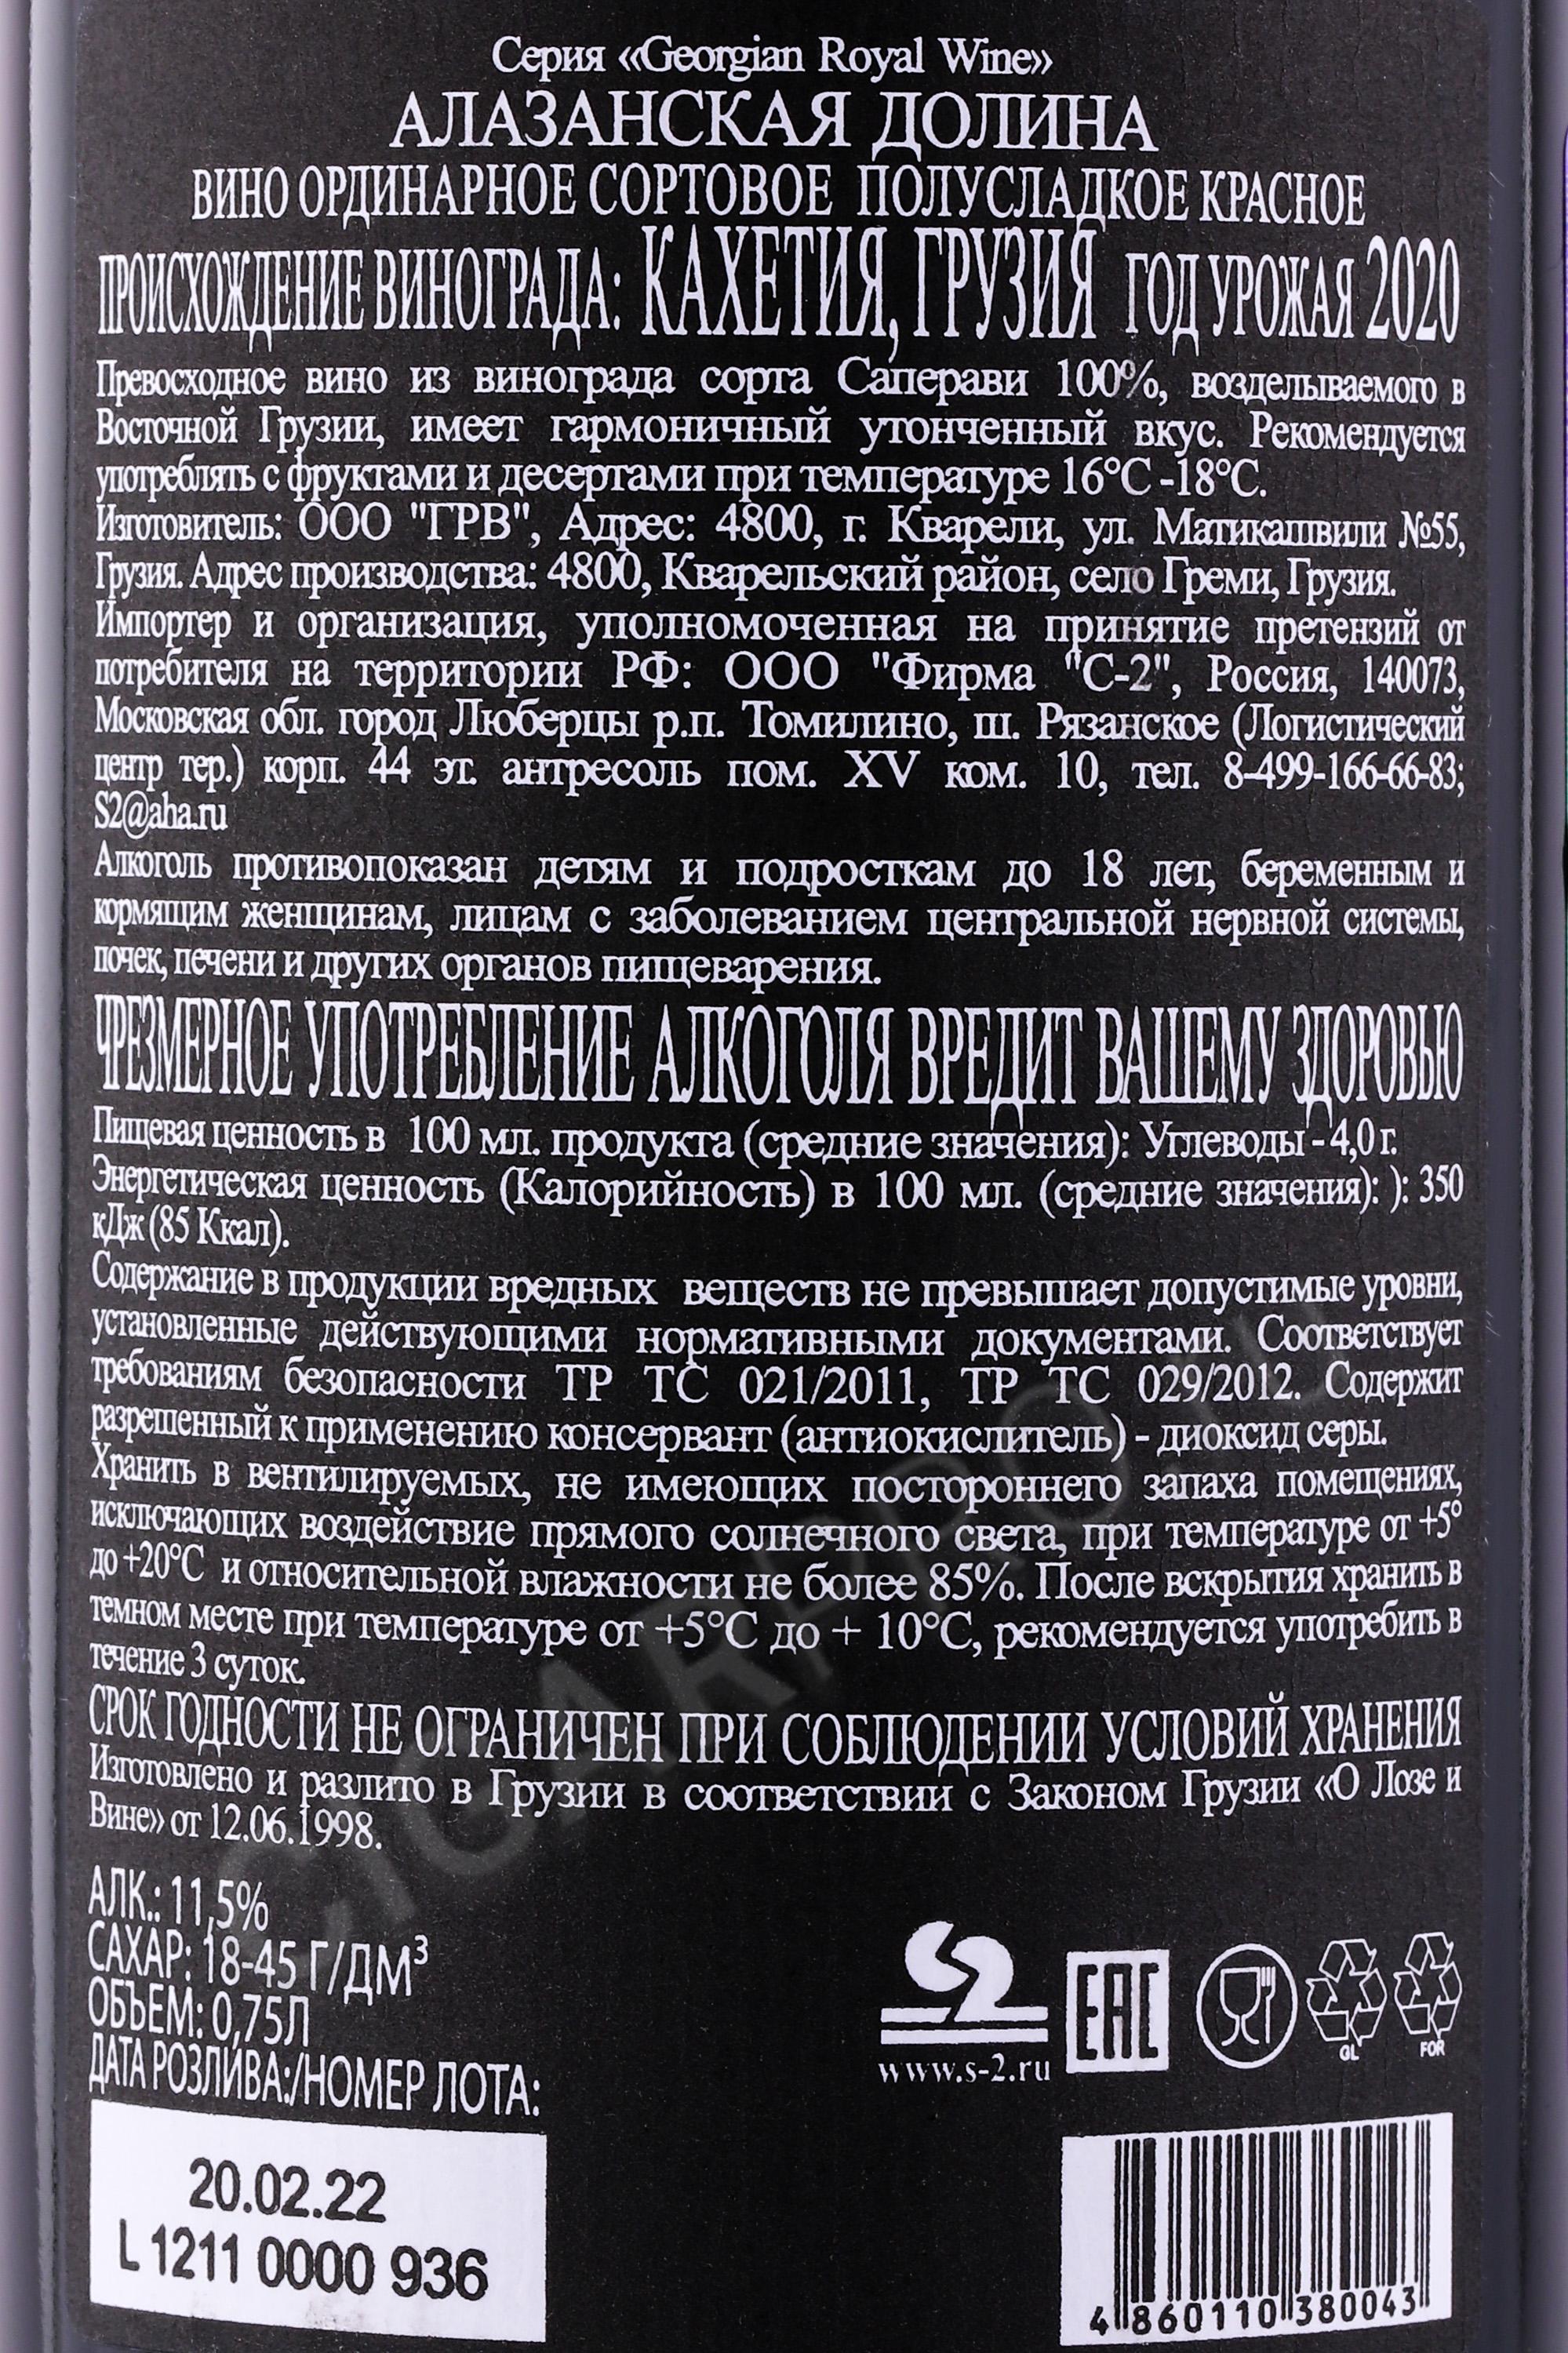 Серия «Georgian Royal Wine»
АЛАЗАНСКАЯ ДОЛИНА
ВИНО ОРДИНАРНОЕ СОРТОВОЕ ПОЛУСЛАДКОЕ КРАСНОЕ
ПРОИСХОЖДЕНИЕ ВИНОГРАДА: КАХЕТИЯ, ГРУЗИЯ ГОД УРОЖАЯ 2020
Превосходное вино из винограда сорта Саперави 100%, возделываемого в
Восточной Грузии, имеет гармоничный утонченный вкус. Рекомендуется
употреблять с фруктами и десертами при температуре 16°C -18°C.
Изготовитель: ООО "ГРВ", Адрес: 4800, г. Кварели, ул. Матикашвили №55,
Грузия. Адрес производства: 4800, Кварельский район, село Греми, Грузия.
Импортер и организация, уполномоченная на принятие претензий от
потребителя на территории РФ: ООО "Фирма "С-2", Россия, 140073,
Московская обл. город Люберцы р.п. Томилино, ш. Рязанское (Логистический
центр тер.) корп. 44 эт. антресоль пом. XV ком. 10, тел. 8-499-166-66-83;
S2@aha.ru
Алкоголь противопоказан детям и подросткам до 18 лет, беременным и
кормящим женщинам, лицам с заболеванием центральной нервной системы,
почек, печени и других органов пищеварения.
ЧРЕЗМЕРНОЕ УПОТРЕБЛЕНИЕ АЛКОГОЛЯ ВРЕДИТ ВАШЕМУ ЗДОРОВЬЮ
Пищевая ценность в 100 мл. продукта (средние значения): Углеводы - 4,0 г.
Энергетическая ценность (Калорийность) в 100 мл. (средние значения): ): 350
кДж (85 Ккал).
Содержание в продукции вредных веществ не превышает допустимые уровни,
установленные действующими нормативными документами. Соответствует
требованиям безопасности ТР ТС 021/2011, ТР ТС 029/2012. Содержит
разрешенный к применению консервант (антиокислитель) - диоксид серы.
Хранить в вентилируемых, не имеющих постороннего запаха помещениях,
исключающих воздействие прямого солнечного света, при температуре от +5°
до +20°C и относительной влажности не более 85%. После вскрытия хранить в
темном месте при температуре от +5°C до + 10°C, рекомендуется употребить в
течение 3 суток.
СРОК ГОДНОСТИ НЕ ОГРАНИЧЕН ПРИ СОБЛЮДЕНИИ УСЛОВИЙ ХРАНЕНИЯ
Изготовлено и разлито в Грузии в соответствии с Законом Грузии «О Лозе и
Вине» от 12.06.1998.
АЛК.: 11,5%
САХАР: 18-45 Г/ДМ³
ОБЪЕМ: 0,75Л
ДАТА РОЗЛИВА:/НОМЕР ЛОТА:
20.02.22
L 1211 0000 936
www.s-2.ru
EAC
GL
FOR
4 860110 380043
CIGARPRO.RU